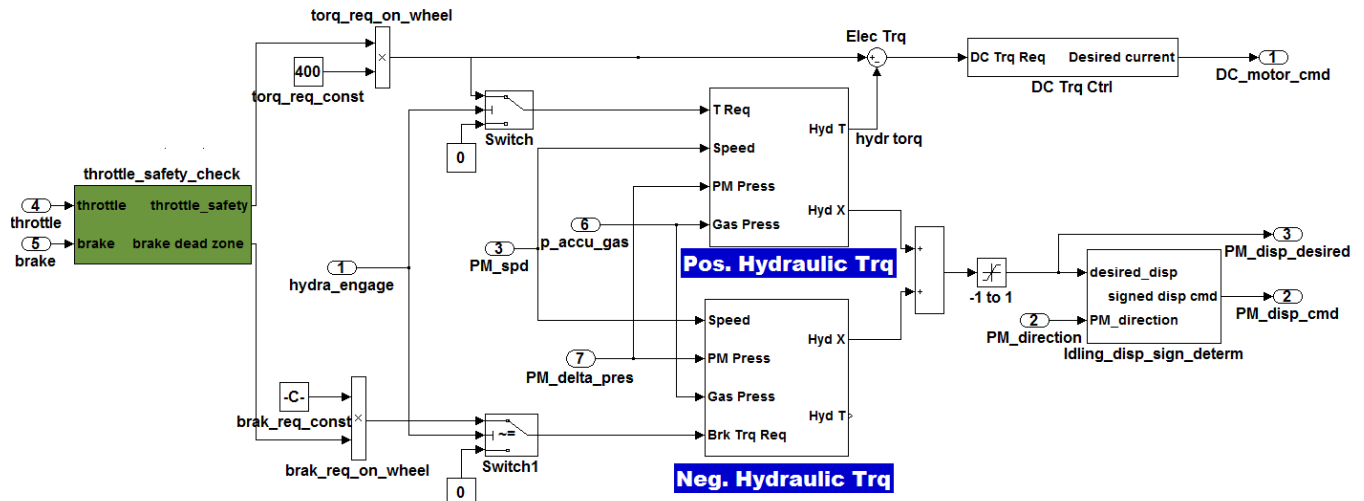 torq_req_on_wheel
×
400
torq_req_const
Elec Trq
+
−
DC Trq Req
Desired current
DC Trq Ctrl
1
DC_motor_cmd
Switch
0
T Req
Speed
PM Press
Gas Press
Hyd T
Hyd X
hydr torq
Pos. Hydraulic Trq
throttle_safety_check
throttle
throttle_safety
brake
brake dead zone
4
throttle
5
brake
6
p_accu_gas
3
PM_spd
1
hydra_engage
7
PM_delta_pres
+
+
-1 to 1
3
PM_disp_desired
desired_disp
signed disp cmd
PM_direction
Idling_disp_sign_determ
2
PM_disp_cmd
2
PM_direction
Speed
PM Press
Gas Press
Brk Trq Req
Hyd X
Hyd T
Neg. Hydraulic Trq
-C-
brak_req_const
×
brak_req_on_wheel
~=
Switch1
0